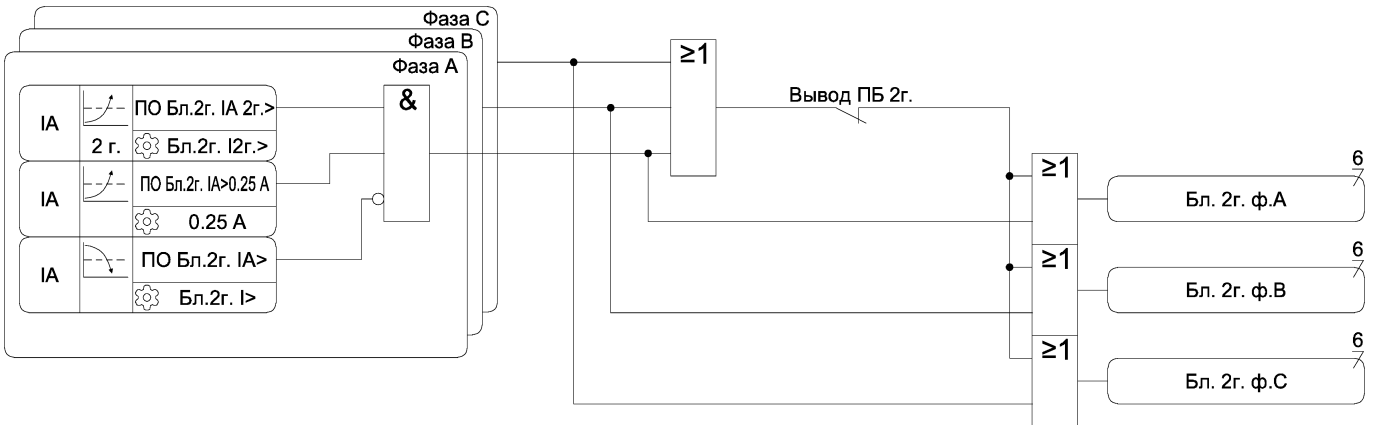 Фаза C
Фаза B
Фаза A
IA
ПО Бл.2г. IA 2г.>
2 г.
Бл.2г. I2г.>
IA
ПО Бл.2г. IA>0.25 А
0.25 А
IA
ПО Бл.2г. IA>
Бл.2г. I>
&
≥1
Вывод ПБ 2г.
≥1
6
Бл. 2г. ф.A
≥1
6
Бл. 2г. ф.B
≥1
6
Бл. 2г. ф.C